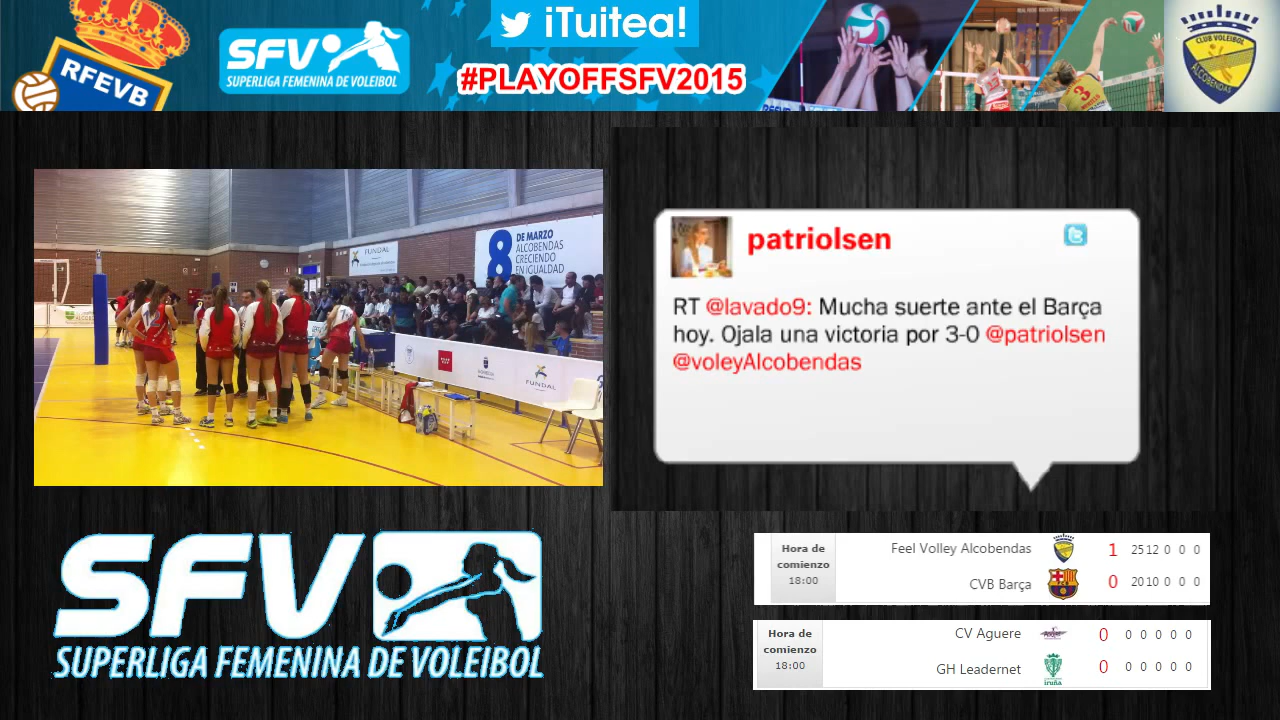 iTuitea!
RFEVB
SFV
SUPERLIGA FEMENINA DE VOLEIBOL
#PLAYOFFSFV2015
CLUB VOLEIBOL
ALCOBENDAS
8 DE MARZO
ALCOBENDAS
CRECIENDO
EN IGUALDAD
FUNDAL
FUNDAL
patriolsen
RT @lavado9: Mucha suerte ante el Barça
hoy. Ojala una victoria por 3-0 @patriolsen
@voleyAlcobendas
SFV
SUPERLIGA FEMENINA DE VOLEIBOL
Hora de
comienzo
18:00
Feel Volley Alcobendas 1 25 12 0 0 0
CVB Barça 0 20 10 0 0 0
Hora de
comienzo
18:00
CV Aguere 0 0 0 0 0 0
GH Leadernet 0 0 0 0 0 0
iruña